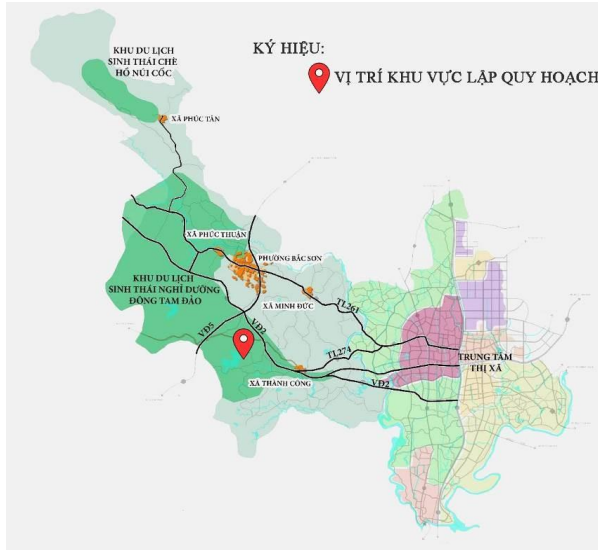 KHU DU LỊCH
SINH THÁI CHÈ
HỒ NÚI CỐC
KÝ HIỆU:
VỊ TRÍ KHU VỰC LẬP QUY HOẠCH
XÃ PHÚC TÂN
XÃ PHÚC THUẬN
PHƯỜNG BẮC SƠN
KHU DU LỊCH
SINH THÁI NGHỈ DƯỠNG
ĐÔNG TAM ĐẢO
XÃ MINH ĐỨC
TL261
VĐ5
VĐ2
TL274
TRUNG TÂM
THỊ XÃ
XÃ THÀNH CÔNG
VĐ2